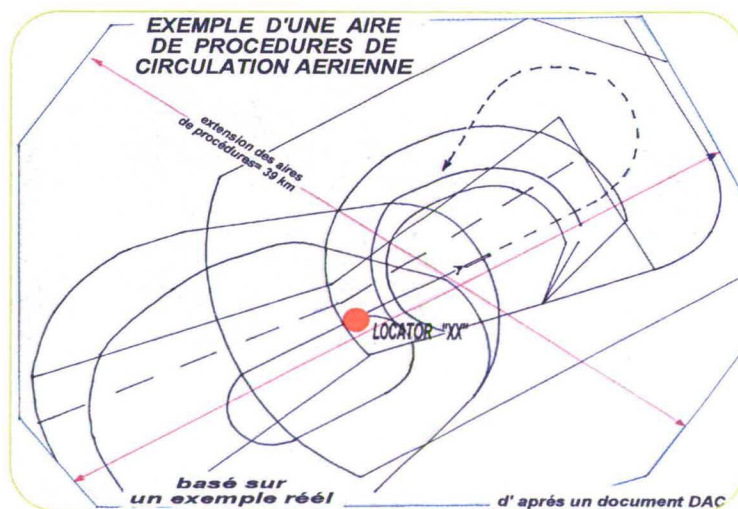 EXEMPLE D'UNE AIRE
DE PROCEDURES DE
CIRCULATION AERIENNE
extension des aires
de procédures= 39 km
LOCATOR "XX"
basé sur
un exemple réél
d' aprés un document DAC